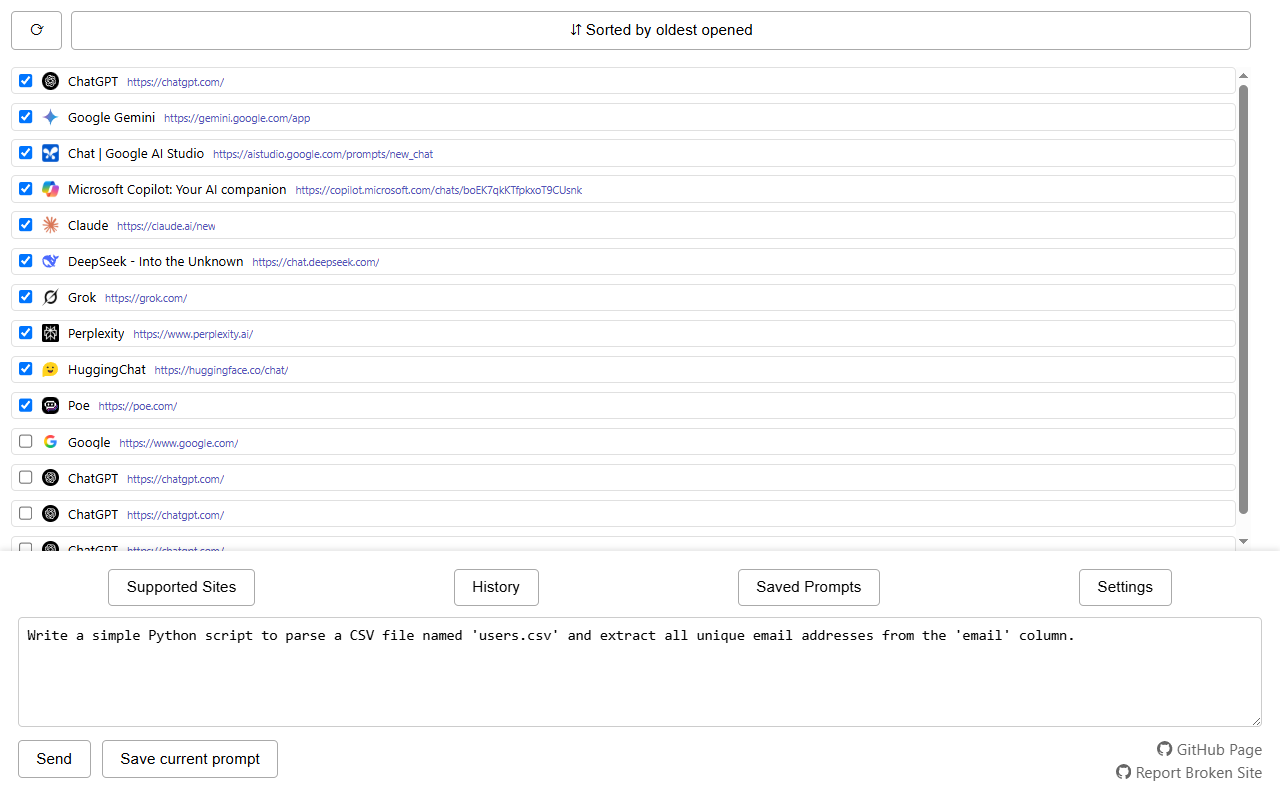 Sorted by oldest opened
ChatGPT https://chatgpt.com/
Google Gemini https://gemini.google.com/app
Chat | Google AI Studio https://aistudio.google.com/prompts/new_chat
Microsoft Copilot: Your AI companion https://copilot.microsoft.com/chats/boEK7qkKTfpkxoT9CUsnk
Claude https://claude.ai/new
DeepSeek - Into the Unknown https://chat.deepseek.com/
Grok https://grok.com/
Perplexity https://www.perplexity.ai/
HuggingChat https://huggingface.co/chat/
Poe https://poe.com/
Google https://www.google.com/
ChatGPT https://chatgpt.com/
ChatGPT https://chatgpt.com/
ChatGPT https://chatgpt.com/
Supported Sites History Saved Prompts Settings
Write a simple Python script to parse a CSV file named 'users.csv' and extract all unique email addresses from the 'email' column.
Send Save current prompt
GitHub Page
Report Broken Site